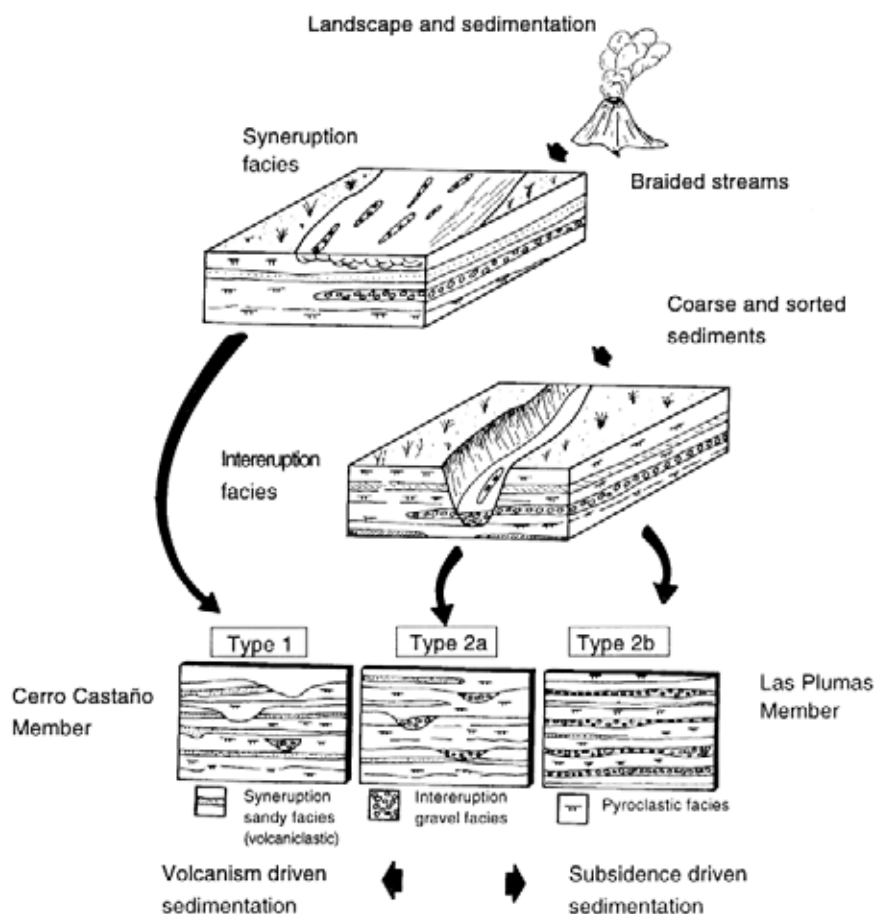 Landscape and sedimentation
Syneruption
facies
Braided streams
Coarse and sorted
sediments
Intereruption
facies
Type 1
Type 2a
Type 2b
Cerro Castaño
Member
Las Plumas
Member
Syneruption
sandy facies
(volcaniclastic)
Intereruption
gravel facies
Pyroclastic facies
Volcanism driven
sedimentation
Subsidence driven
sedimentation